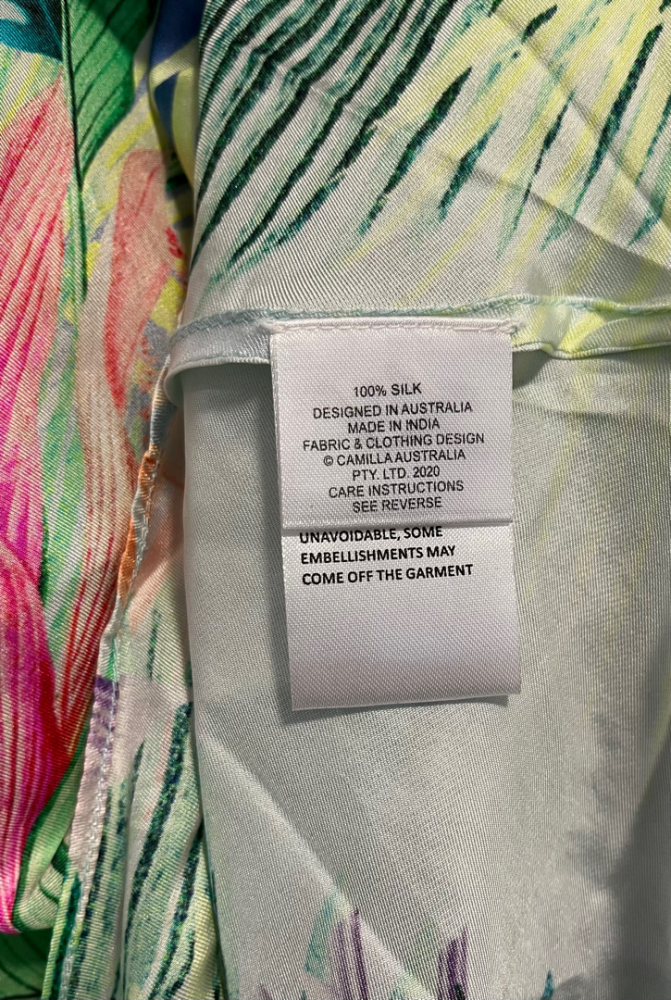 100% SILK
DESIGNED IN AUSTRALIA
MADE IN INDIA
FABRIC & CLOTHING DESIGN
© CAMILLA AUSTRALIA
PTY. LTD. 2020
CARE INSTRUCTIONS
SEE REVERSE
UNAVOIDABLE, SOME
EMBELLISHMENTS MAY
COME OFF THE GARMENT